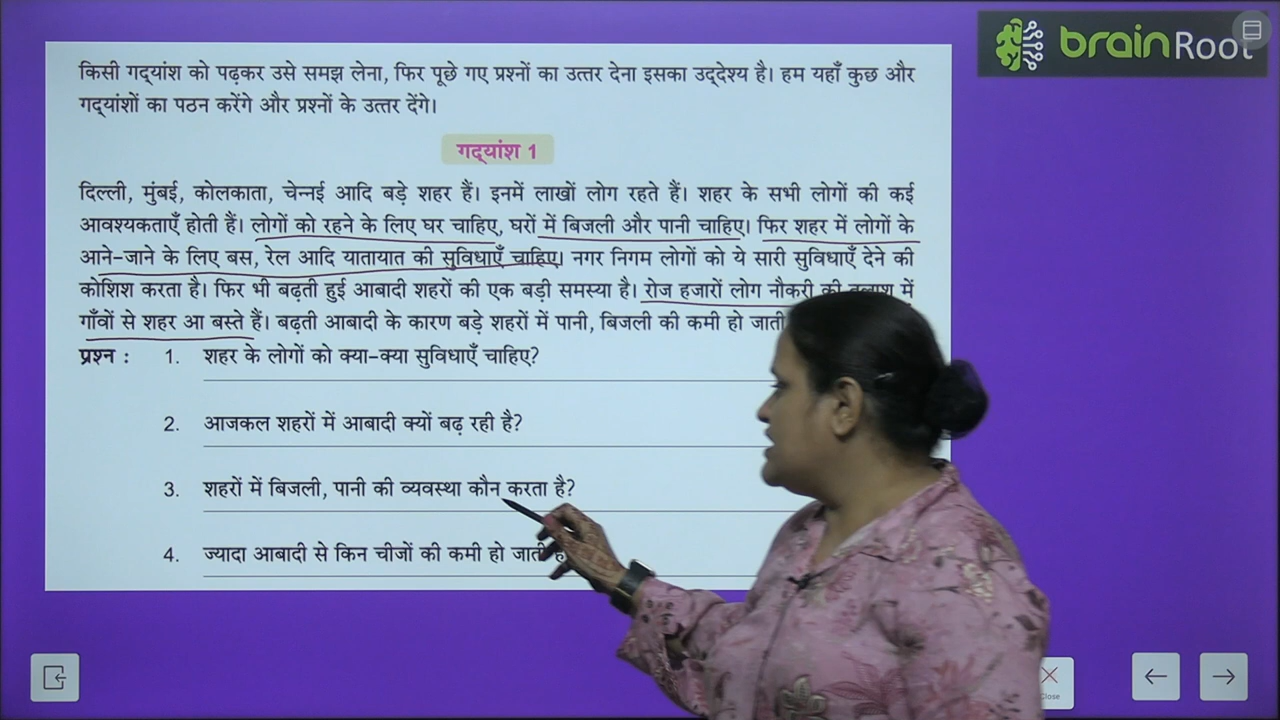 brainRoot
किसी गद्यांश को पढ़कर उसे समझ लेना, फिर पूछे गए प्रश्नों का उत्तर देना इसका उद्देश्य है। हम यहाँ कुछ और
गद्यांशों का पठन करेंगे और प्रश्नों के उत्तर देंगे।
गद्यांश 1
दिल्ली, मुंबई, कोलकाता, चेन्नई आदि बड़े शहर हैं। इनमें लाखों लोग रहते हैं। शहर के सभी लोगों की कई
आवश्यकताएँ होती हैं। लोगों को रहने के लिए घर चाहिए, घरों में बिजली और पानी चाहिए। फिर शहर में लोगों के
आने-जाने के लिए बस, रेल आदि यातायात की सुविधाएँ चाहिए। नगर निगम लोगों को ये सारी सुविधाएँ देने की
कोशिश करता है। फिर भी बढ़ती हुई आबादी शहरों की एक बड़ी समस्या है। रोज हजारों लोग नौकरी की तलाश में
गाँवों से शहर आ बस्ते हैं। बढ़ती आबादी के कारण बड़े शहरों में पानी, बिजली की कमी हो जाती
प्रश्न : 1. शहर के लोगों को क्या-क्या सुविधाएँ चाहिए?
2. आजकल शहरों में आबादी क्यों बढ़ रही है?
3. शहरों में बिजली, पानी की व्यवस्था कौन करता है?
4. ज्यादा आबादी से किन चीजों की कमी हो जाती
Close